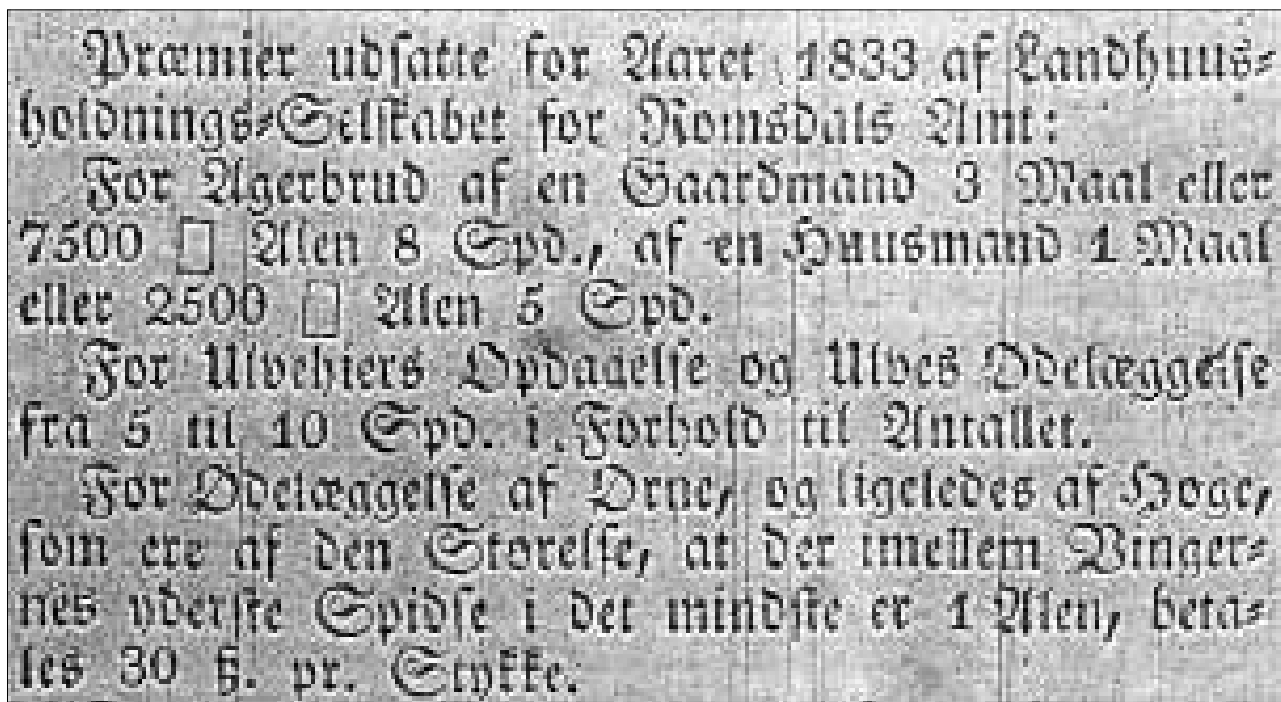 Præmier udsatte for Aaret 1833 af Landhuus-
holdnings-Selskabet for Romsdals Amt:
For Agerbrud af en Gaardmand 3 Maal eller
7500 □ Alen 8 Spd., af en Huusmand 1 Maal
eller 2500 □ Alen 5 Spd.
For Ulvehiers Opdagelse og Ulves Ødelæggelse
fra 5 til 10 Spd. i Forhold til Antallet.
For Ødelæggelse af Ørne, og ligeledes af Høge,
som ere af den Størelse, at der imellem Vinger-
nes yderste Spidse i det mindste er 1 Alen, beta-
les 30 ß. pr. Stykke.